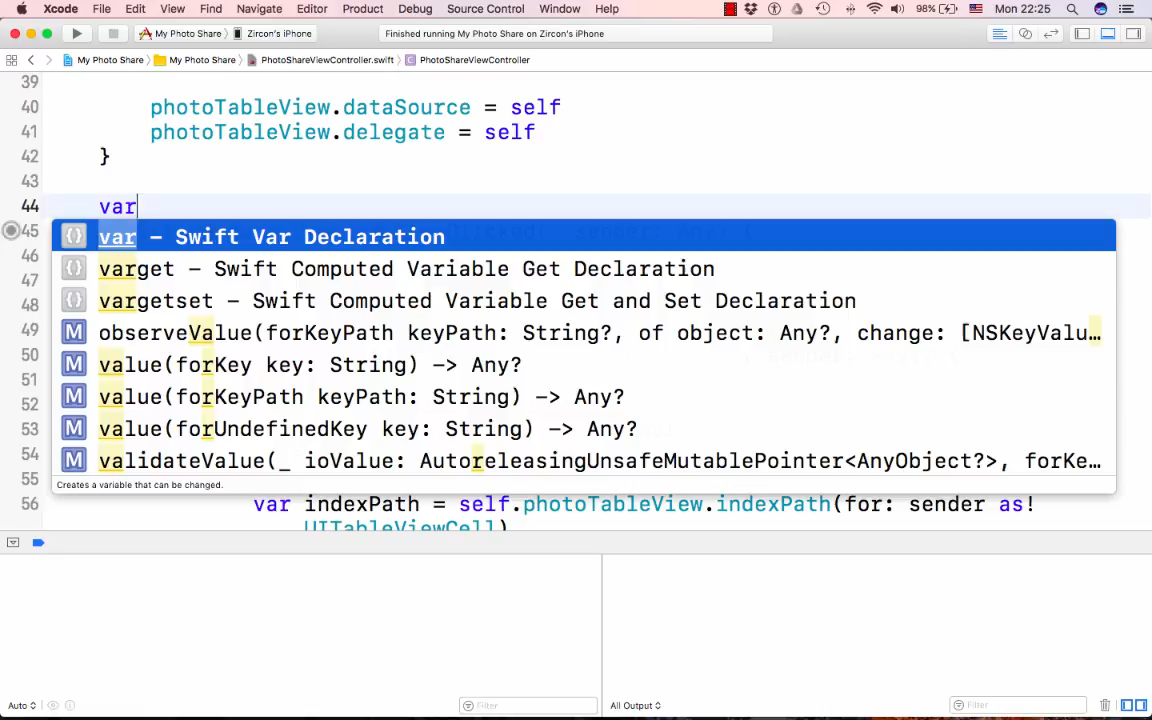 Xcode File Edit View Find Navigate Editor Product Debug Source Control Window Help 98% Mon 22:25
My Photo Share Zircon's iPhone Finished running My Photo Share on Zircon's iPhone
My Photo Share My Photo Share PhotoShareViewController.swift PhotoShareViewController
39
40 photoTableView.dataSource = self
41 photoTableView.delegate = self
42 }
43
44 var
45
var – Swift Var Declaration
46
varget – Swift Computed Variable Get Declaration
47
vargetset – Swift Computed Variable Get and Set Declaration
48
49 observeValue(forKeyPath keyPath: String?, of object: Any?, change: [NSKeyValu…
50
value(forKey key: String) -> Any?
51
value(forKeyPath keyPath: String) -> Any?
52
53 value(forUndefinedKey key: String) -> Any?
54 validateValue(_ ioValue: AutoreleasingUnsafeMutablePointer<AnyObject?>, forKe…
55
Creates a variable that can be changed.
56 var indexPath = self.photoTableView.indexPath(for: sender as!
UITableViewCell)
Auto Filter All Output Filter